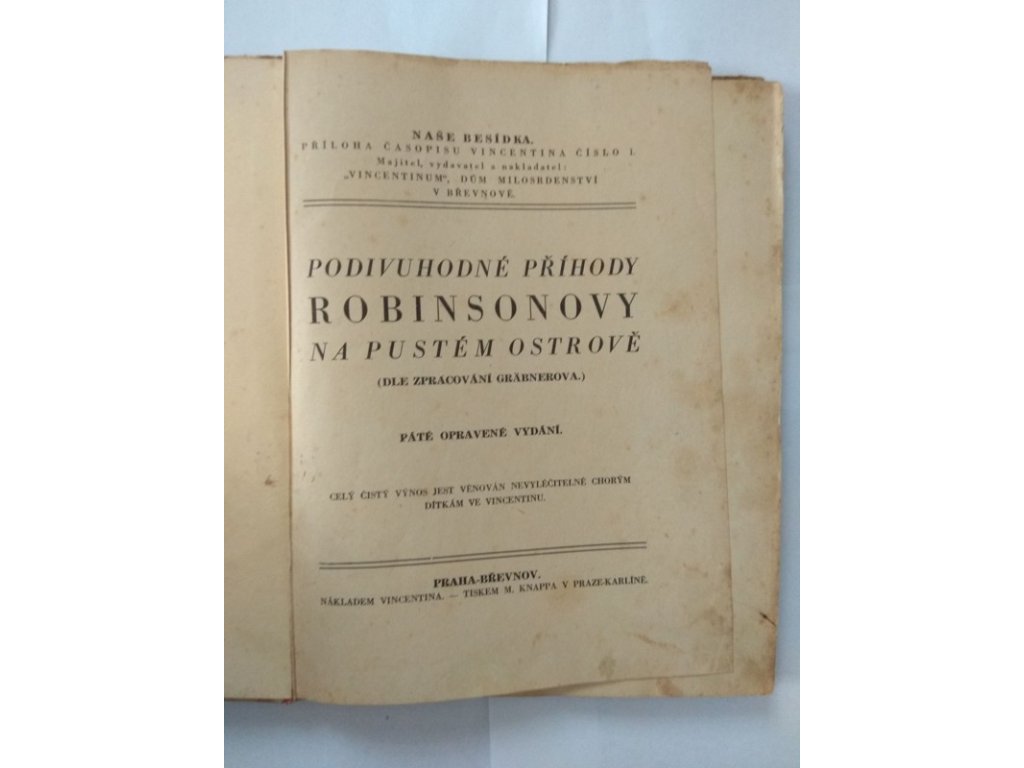 NAŠE BESÍDKA.
PŘÍLOHA ČASOPISU VINCENTINA ČÍSLO 1.
Majitel, vydavatel a nakladatel:
„VINCENTINUM", DŮM MILOSRDENSTVÍ
V BŘEVNOVĚ.
PODIVUHODNÉ PŘÍHODY
ROBINSONOVY
NA PUSTÉM OSTROVĚ
(DLE ZPRACOVÁNÍ GRÄBNEROVA.)
PÁTÉ OPRAVENÉ VYDÁNÍ.
CELÝ ČISTÝ VÝNOS JEST VĚNOVÁN NEVYLÉČITELNĚ CHORÝM
DÍTKÁM VE VINCENTINU.
PRAHA-BŘEVNOV.
NÁKLADEM VINCENTINA. — TISKEM M. KNAPPA V PRAZE-KARLÍNĚ.